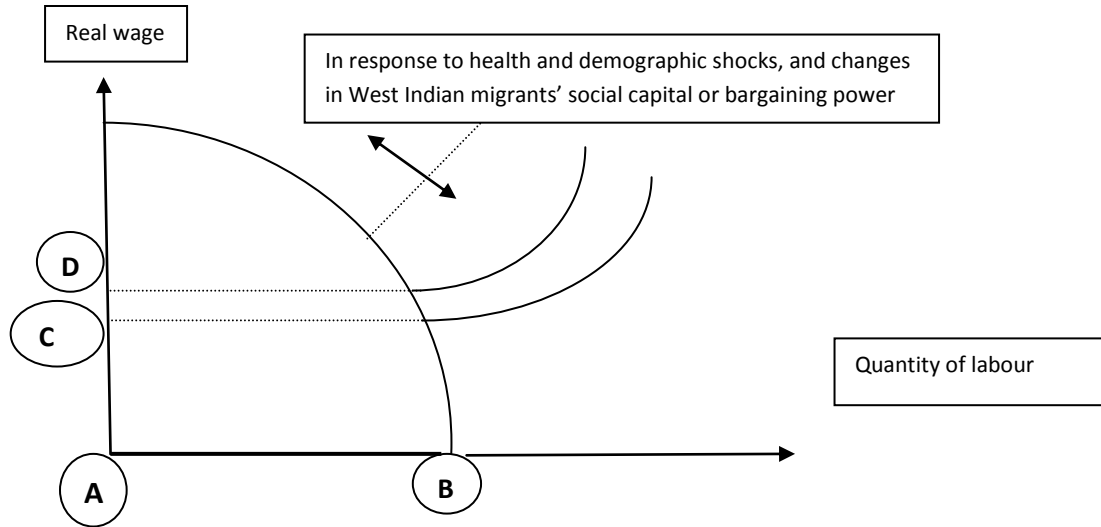 Real wage
In response to health and demographic shocks, and changes
in West Indian migrants’ social capital or bargaining power
D
C
Quantity of labour
A
B